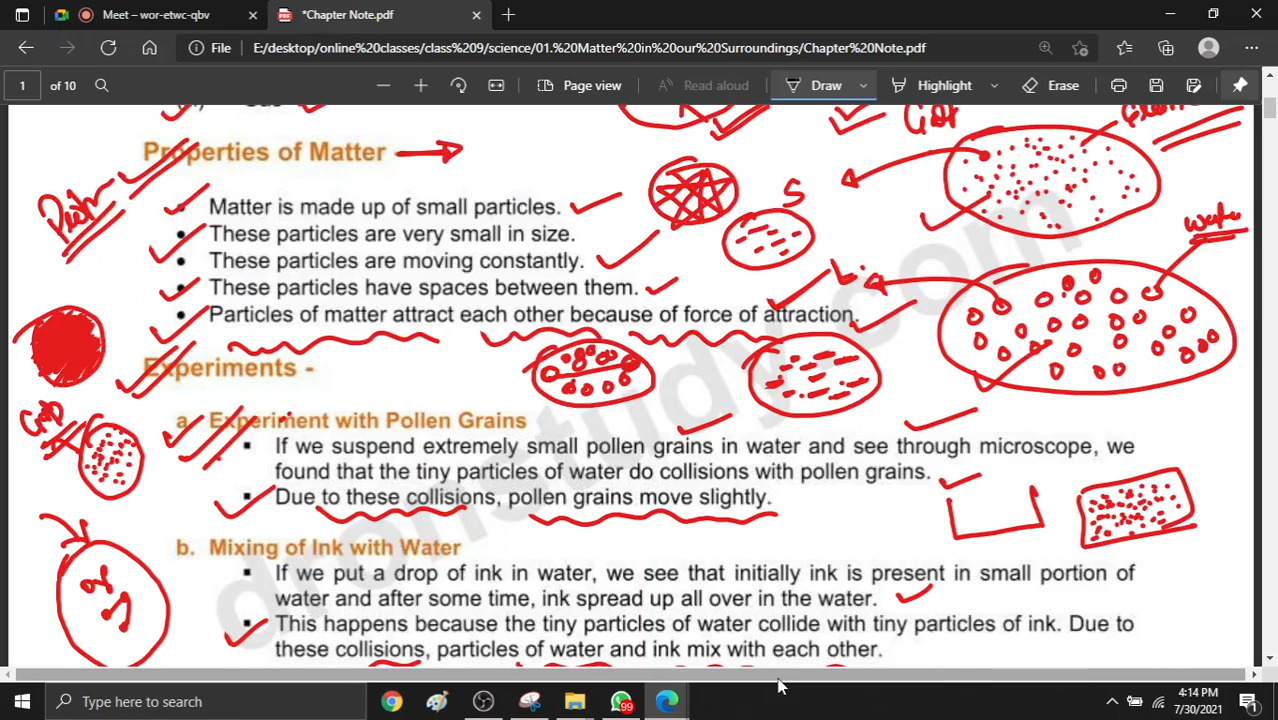 Meet – wor-etwc-qbv
*Chapter Note.pdf
File
E:/desktop/online%20classes/class%209/science/01.%20Matter%20in%20our%20Surroundings/Chapter%20Note.pdf
1 of 10
Page view
Read aloud
Draw
Highlight
Erase
Properties of Matter
• Matter is made up of small particles.
• These particles are very small in size.
• These particles are moving constantly.
• These particles have spaces between them.
• Particles of matter attract each other because of force of attraction.
S
L
water
Experiments -
a. Experiment with Pollen Grains
▪ If we suspend extremely small pollen grains in water and see through microscope, we
found that the tiny particles of water do collisions with pollen grains.
▪ Due to these collisions, pollen grains move slightly.
b. Mixing of Ink with Water
▪ If we put a drop of ink in water, we see that initially ink is present in small portion of
water and after some time, ink spread up all over in the water.
▪ This happens because the tiny particles of water collide with tiny particles of ink. Due to
these collisions, particles of water and ink mix with each other.
dronstudy.com
Type here to search
99
4:14 PM
7/30/2021
1